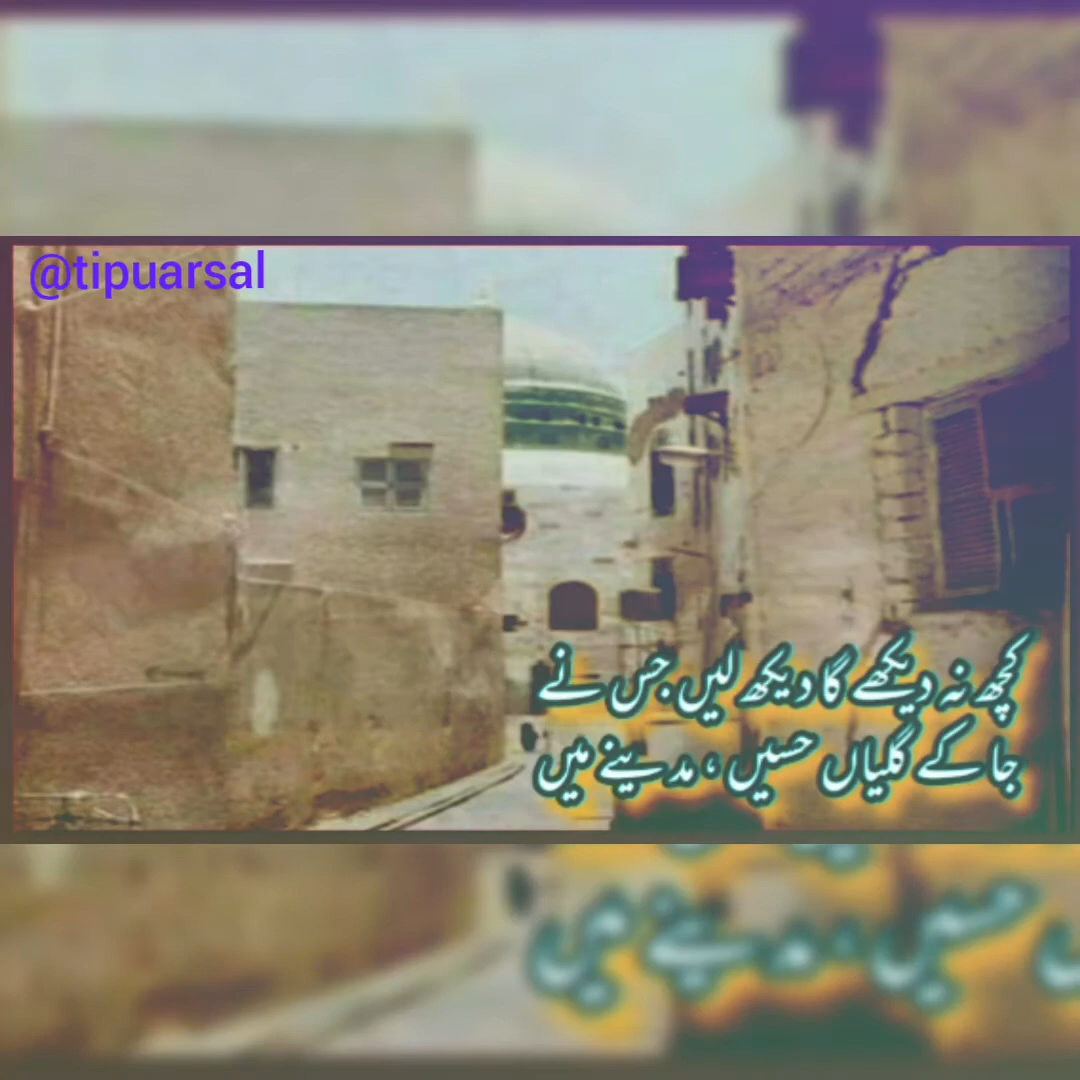 @tipuarsal
کچھ نہ دیکھے گا دیکھ لیں جس نے
جا کے گلیاں حسیں ، مدینے میں